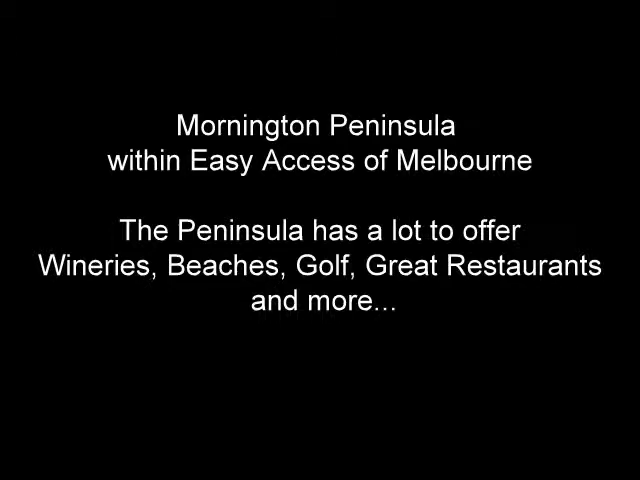 Mornington Peninsula
within Easy Access of Melbourne
The Peninsula has a lot to offer
Wineries, Beaches, Golf, Great Restaurants
and more...